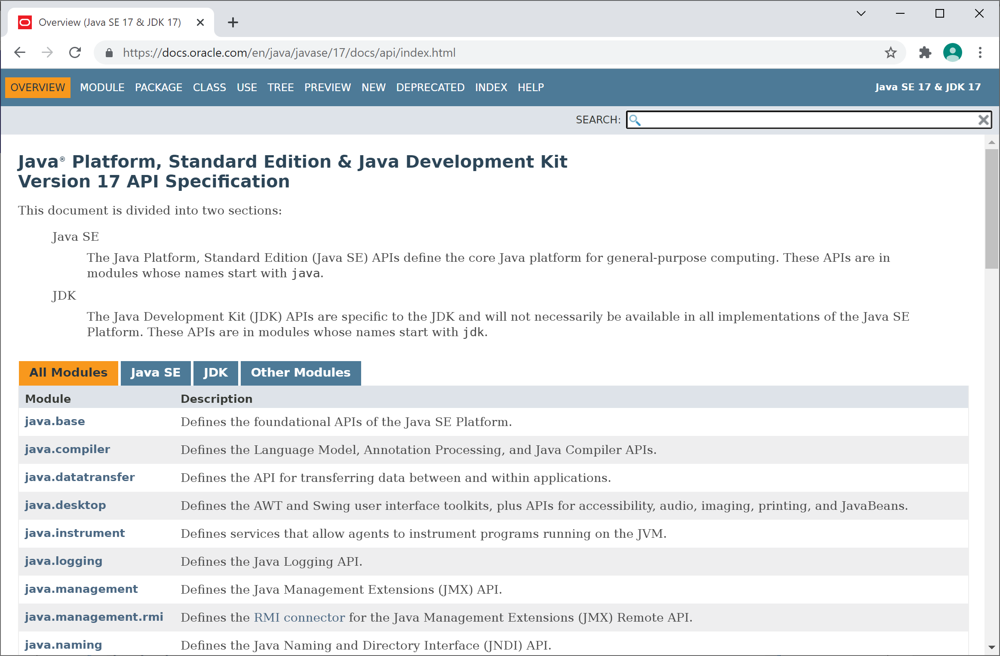 Overview (Java SE 17 & JDK 17)
https://docs.oracle.com/en/java/javase/17/docs/api/index.html
OVERVIEW MODULE PACKAGE CLASS USE TREE PREVIEW NEW DEPRECATED INDEX HELP
Java SE 17 & JDK 17
SEARCH:
Java® Platform, Standard Edition & Java Development Kit
Version 17 API Specification
This document is divided into two sections:
Java SE
The Java Platform, Standard Edition (Java SE) APIs define the core Java platform for general-purpose computing. These APIs are in
modules whose names start with java.
JDK
The Java Development Kit (JDK) APIs are specific to the JDK and will not necessarily be available in all implementations of the Java SE
Platform. These APIs are in modules whose names start with jdk.
All Modules Java SE JDK Other Modules
Module Description
java.base Defines the foundational APIs of the Java SE Platform.
java.compiler Defines the Language Model, Annotation Processing, and Java Compiler APIs.
java.datatransfer Defines the API for transferring data between and within applications.
java.desktop Defines the AWT and Swing user interface toolkits, plus APIs for accessibility, audio, imaging, printing, and JavaBeans.
java.instrument Defines services that allow agents to instrument programs running on the JVM.
java.logging Defines the Java Logging API.
java.management Defines the Java Management Extensions (JMX) API.
java.management.rmi Defines the RMI connector for the Java Management Extensions (JMX) Remote API.
java.naming Defines the Java Naming and Directory Interface (JNDI) API.